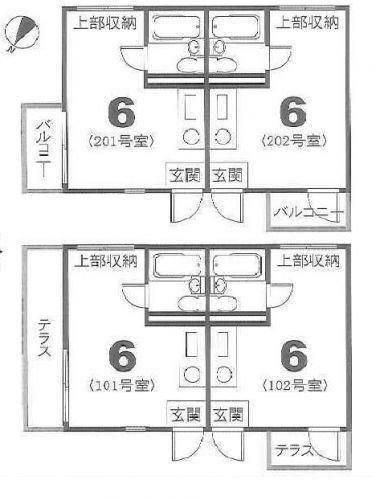 上部収納
上部収納
6
(201号室)
6
(202号室)
バルコニー
玄関
玄関
バルコニー
上部収納
上部収納
テラス
6
(101号室)
6
(102号室)
玄関
玄関
テラス